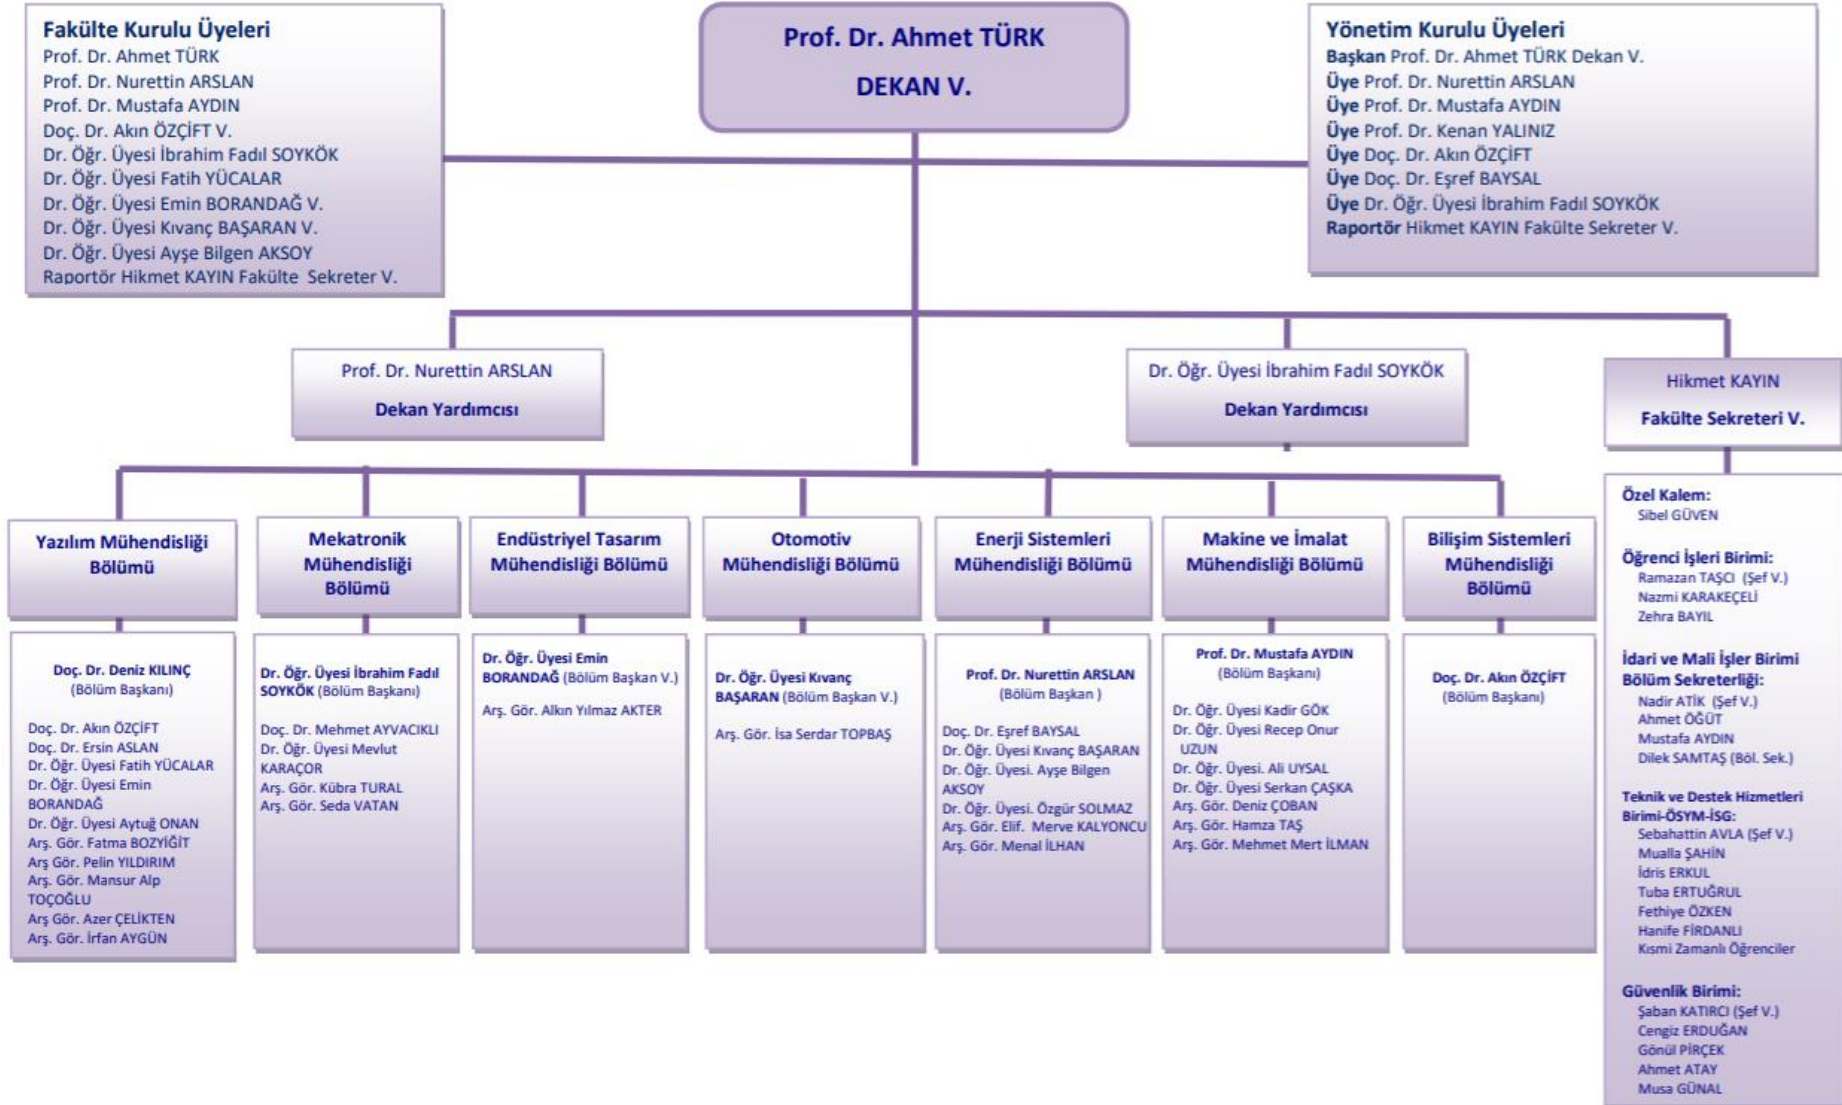 Fakülte Kurulu Üyeleri
Prof. Dr. Ahmet TÜRK
Prof. Dr. Nurettin ARSLAN
Prof. Dr. Mustafa AYDIN
Doç. Dr. Akın ÖZÇİFT V.
Dr. Öğr. Üyesi İbrahim Fadıl SOYKÖK
Dr. Öğr. Üyesi Fatih YÜCALAR
Dr. Öğr. Üyesi Emin BORANDAĞ V.
Dr. Öğr. Üyesi Kıvanç BAŞARAN V.
Dr. Öğr. Üyesi Ayşe Bilgen AKSOY
Raportör Hikmet KAYIN Fakülte Sekreter V.
Prof. Dr. Ahmet TÜRK
DEKAN V.
Yönetim Kurulu Üyeleri
Başkan Prof. Dr. Ahmet TÜRK Dekan V.
Üye Prof. Dr. Nurettin ARSLAN
Üye Prof. Dr. Mustafa AYDIN
Üye Prof. Dr. Kenan YALINIZ
Üye Doç. Dr. Akın ÖZÇİFT
Üye Doç. Dr. Eşref BAYSAL
Üye Dr. Öğr. Üyesi İbrahim Fadıl SOYKÖK
Raportör Hikmet KAYIN Fakülte Sekreter V.
Prof. Dr. Nurettin ARSLAN
Dekan Yardımcısı
Dr. Öğr. Üyesi İbrahim Fadıl SOYKÖK
Dekan Yardımcısı
Hikmet KAYIN
Fakülte Sekreteri V.
Yazılım Mühendisliği
Bölümü
Doç. Dr. Deniz KILINÇ
(Bölüm Başkanı)
Doç. Dr. Akın ÖZÇİFT
Doç. Dr. Ersin ASLAN
Dr. Öğr. Üyesi Fatih YÜCALAR
Dr. Öğr. Üyesi Emin
BORANDAĞ
Dr. Öğr. Üyesi Aytuğ ONAN
Arş. Gör. Fatma BOZYİĞİT
Arş Gör. Pelin YILDIRIM
Arş. Gör. Mansur Alp
TOÇOĞLU
Arş Gör. Azer ÇELİKTEN
Arş. Gör. İrfan AYGÜN
Mekatronik
Mühendisliği
Bölümü
Dr. Öğr. Üyesi İbrahim Fadıl
SOYKÖK (Bölüm Başkanı)
Doç. Dr. Mehmet AYVACIKLI
Dr. Öğr. Üyesi Mevlut
KARAÇOR
Arş. Gör. Kübra TURAL
Arş. Gör. Seda VATAN
Endüstriyel Tasarım
Mühendisliği Bölümü
Dr. Öğr. Üyesi Emin
BORANDAĞ (Bölüm Başkan V.)
Arş. Gör. Alkın Yılmaz AKTER
Otomotiv
Mühendisliği Bölümü
Dr. Öğr. Üyesi Kıvanç
BAŞARAN (Bölüm Başkan V.)
Arş. Gör. İsa Serdar TOPBAŞ
Enerji Sistemleri
Mühendisliği Bölümü
Prof. Dr. Nurettin ARSLAN
(Bölüm Başkan )
Doç. Dr. Eşref BAYSAL
Dr. Öğr. Üyesi Kıvanç BAŞARAN
Dr. Öğr. Üyesi. Ayşe Bilgen
AKSOY
Dr. Öğr. Üyesi. Özgür SOLMAZ
Arş. Gör. Elif. Merve KALYONCU
Arş. Gör. Menal İLHAN
Makine ve İmalat
Mühendisliği Bölümü
Prof. Dr. Mustafa AYDIN
(Bölüm Başkanı)
Dr. Öğr. Üyesi Kadir GÖK
Dr. Öğr. Üyesi Recep Onur
UZUN
Dr. Öğr. Üyesi. Ali UYSAL
Dr. Öğr. Üyesi Serkan ÇAŞKA
Arş. Gör. Deniz ÇOBAN
Arş. Gör. Hamza TAŞ
Arş. Gör. Mehmet Mert İLMAN
Bilişim Sistemleri
Mühendisliği
Bölümü
Doç. Dr. Akın ÖZÇİFT
(Bölüm Başkanı)
Özel Kalem:
Sibel GÜVEN
Öğrenci İşleri Birimi:
Ramazan TAŞCI (Şef V.)
Nazmi KARAKEÇELİ
Zehra BAYIL
İdari ve Mali İşler Birimi
Bölüm Sekreterliği:
Nadir ATİK (Şef V.)
Ahmet ÖĞÜT
Mustafa AYDIN
Dilek SAMTAŞ (Böl. Sek.)
Teknik ve Destek Hizmetleri
Birimi-ÖSYM-İSG:
Sebahattin AVLA (Şef V.)
Mualla ŞAHİN
İdris ERKUL
Tuba ERTUĞRUL
Fethiye ÖZKEN
Hanife FİRDANLI
Kısmi Zamanlı Öğrenciler
Güvenlik Birimi:
Şaban KATIRCI (Şef V.)
Cengiz ERDUĞAN
Gönül PİRÇEK
Ahmet ATAY
Musa GÜNAL